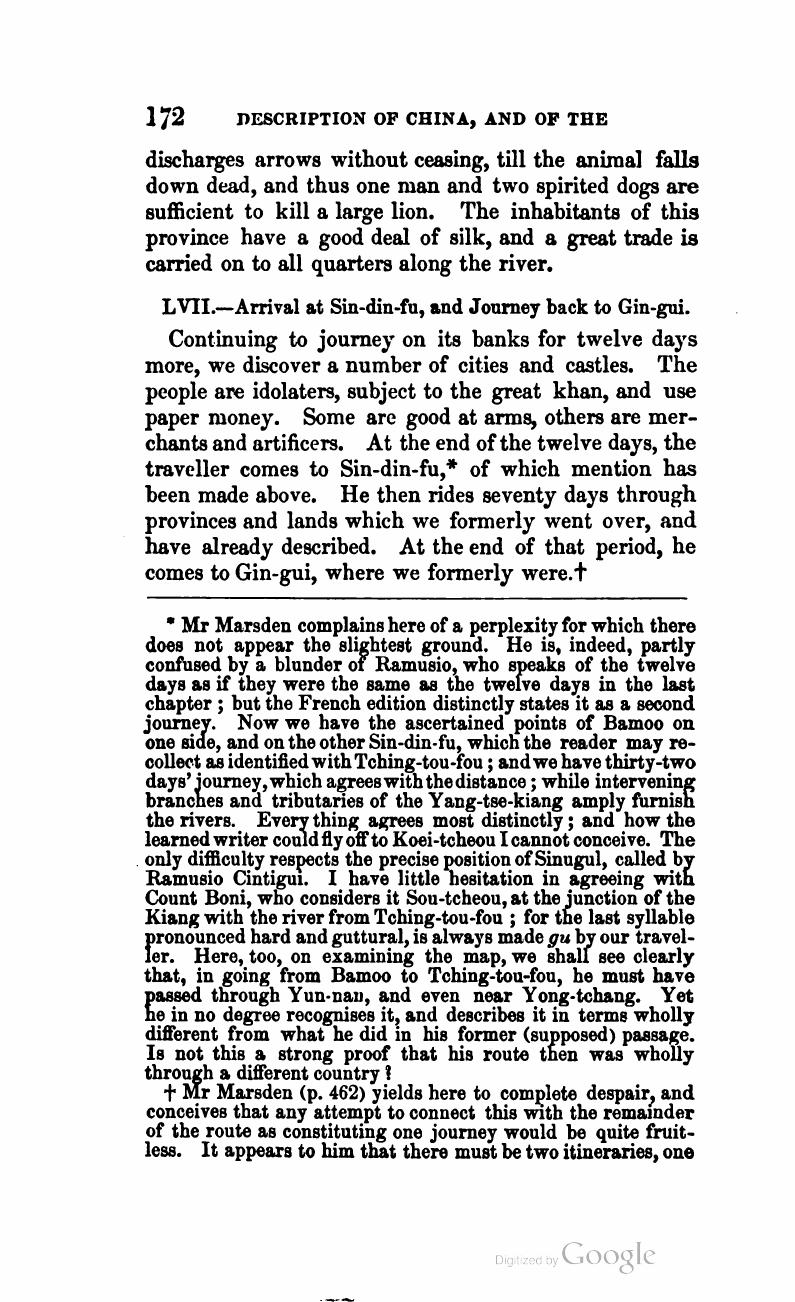 172 DESCRIPTION OF CHINA, AND OF THE
discharges arrows without ceasing, till the animal falls
down dead, and thus one man and two spirited dogs are
sufficient to kill a large lion. The inhabitants of this
province have a good deal of silk, and a great trade is
carried on to all quarters along the river.
LVII.—Arrival at Sin-din-fu, and Journey back to Gin-gui.
Continuing to journey on its banks for twelve days
more, we discover a number of cities and castles. The
people are idolaters, subject to the great khan, and use
paper money. Some are good at arms, others are mer-
chants and artificers. At the end of the twelve days, the
traveller comes to Sin-din-fu,* of which mention has
been made above. He then rides seventy days through
provinces and lands which we formerly went over, and
have already described. At the end of that period, he
comes to Gin-gui, where we formerly were.†
* Mr Marsden complains here of a perplexity for which there
does not appear the slightest ground. He is, indeed, partly
confused by a blunder of Ramusio, who speaks of the twelve
days as if they were the same as the twelve days in the last
chapter ; but the French edition distinctly states it as a second
journey. Now we have the ascertained points of Bamoo on
one side, and on the other Sin-din-fu, which the reader may re-
collect as identified with Tching-tou-fou ; and we have thirty-two
days' journey, which agrees with the distance ; while intervening
branches and tributaries of the Yang-tse-kiang amply furnish
the rivers. Every thing agrees most distinctly ; and how the
learned writer could fly off to Koei-tcheou I cannot conceive. The
only difficulty respects the precise position of Sinugul, called by
Ramusio Cintigui. I have little hesitation in agreeing with
Count Boni, who considers it Sou-tcheou, at the junction of the
Kiang with the river from Tching-tou-fou ; for the last syllable
pronounced hard and guttural, is always made gu by our travel-
ler. Here, too, on examining the map, we shall see clearly
that, in going from Bamoo to Tching-tou-fou, he must have
passed through Yun-nan, and even near Yong-tchang. Yet
he in no degree recognises it, and describes it in terms wholly
different from what he did in his former (supposed) passage.
Is not this a strong proof that his route then was wholly
through a different country ?
† Mr Marsden (p. 462) yields here to complete despair, and
conceives that any attempt to connect this with the remainder
of the route as constituting one journey would be quite fruit-
less. It appears to him that there must be two itineraries, one
Digitized by Google